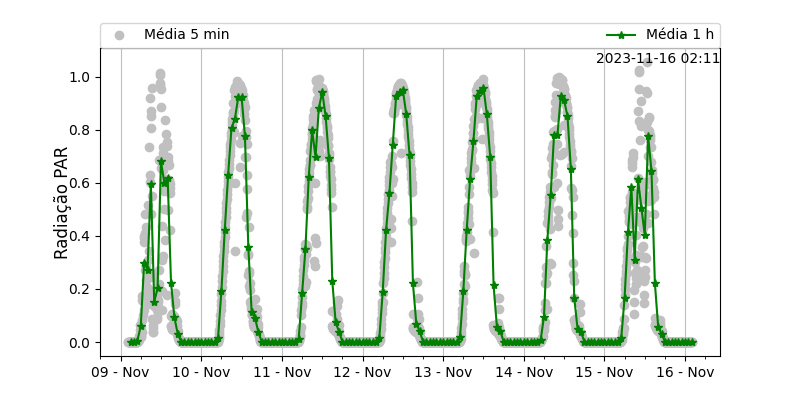 Média 5 min
Média 1 h
2023-11-16 02:11
Radiação PAR
1.0
0.8
0.6
0.4
0.2
0.0
09 - Nov 10 - Nov 11 - Nov 12 - Nov 13 - Nov 14 - Nov 15 - Nov 16 - Nov